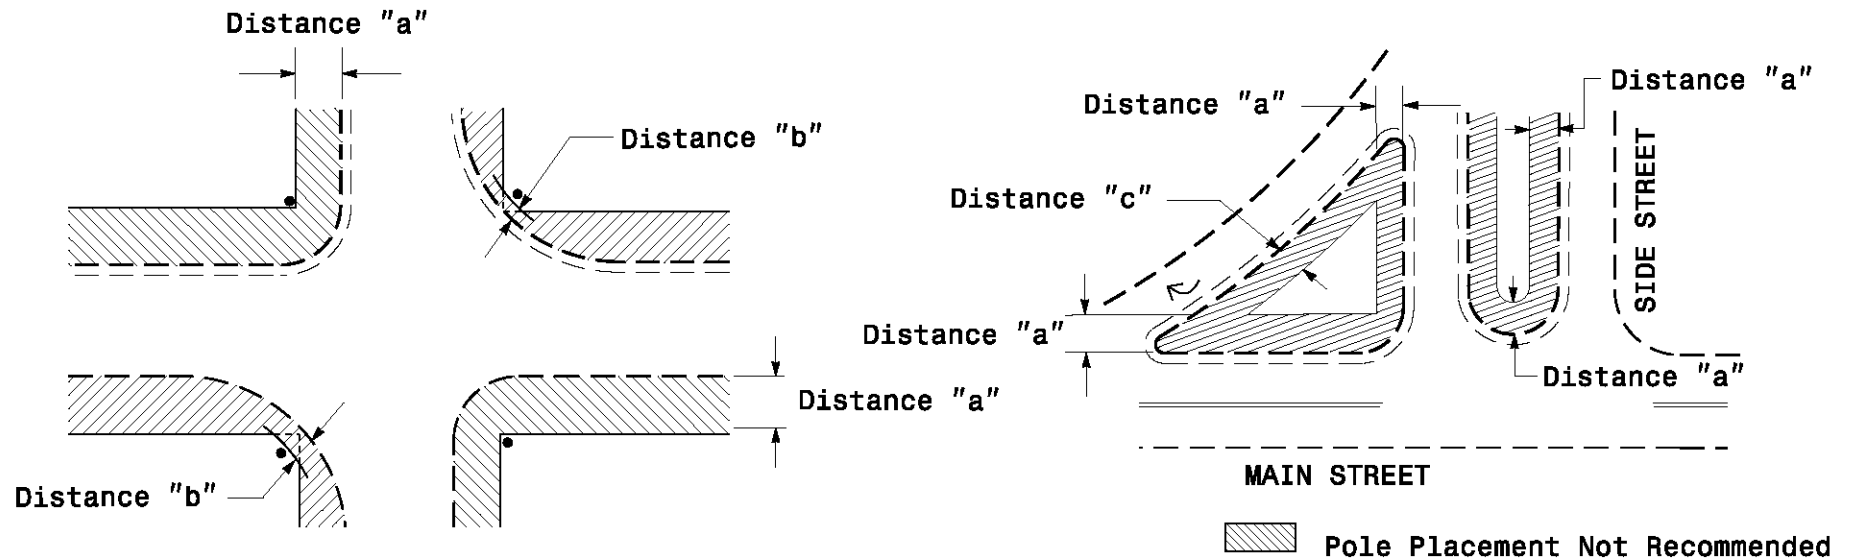 Distance "a"
Distance "b"
Distance "a"
Distance "b"
Distance "a"
Distance "a"
Distance "c"
SIDE STREET
Distance "a"
Distance "a"
MAIN STREET
Pole Placement Not Recommended